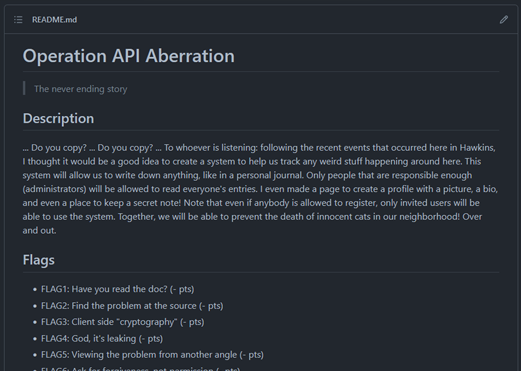 README.md
Operation API Aberration
The never ending story
Description
... Do you copy? ... Do you copy? ... To whoever is listening: following the recent events that occurred here in Hawkins,
I thought it would be a good idea to create a system to help us track any weird stuff happening around here. This
system will allow us to write down anything, like in a personal journal. Only people that are responsible enough
(administrators) will be allowed to read everyone's entries. I even made a page to create a profile with a picture, a bio,
and even a place to keep a secret note! Note that even if anybody is allowed to register, only invited users will be
able to use the system. Together, we will be able to prevent the death of innocent cats in our neighborhood! Over
and out.
Flags
• FLAG1: Have you read the doc? (- pts)
• FLAG2: Find the problem at the source (- pts)
• FLAG3: Client side "cryptography" (- pts)
• FLAG4: God, it's leaking (- pts)
• FLAG5: Viewing the problem from another angle (- pts)
• FLAG6: Ask for forgiveness, not permission (- pts)